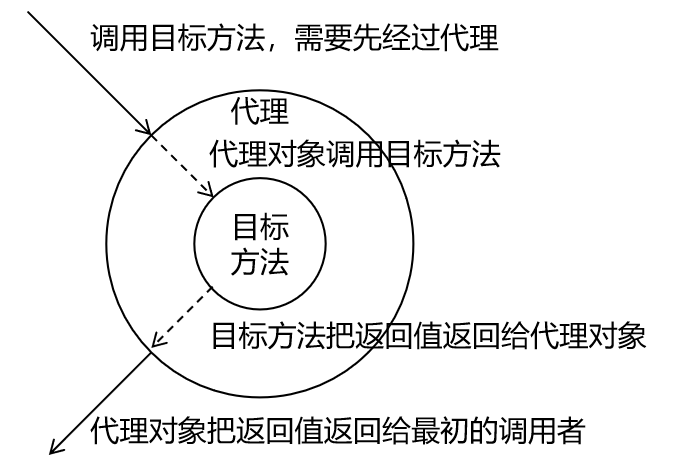 调用目标方法，需要先经过代理
代理
代理对象调用目标方法
目标
方法
目标方法把返回值返回给代理对象
代理对象把返回值返回给最初的调用者